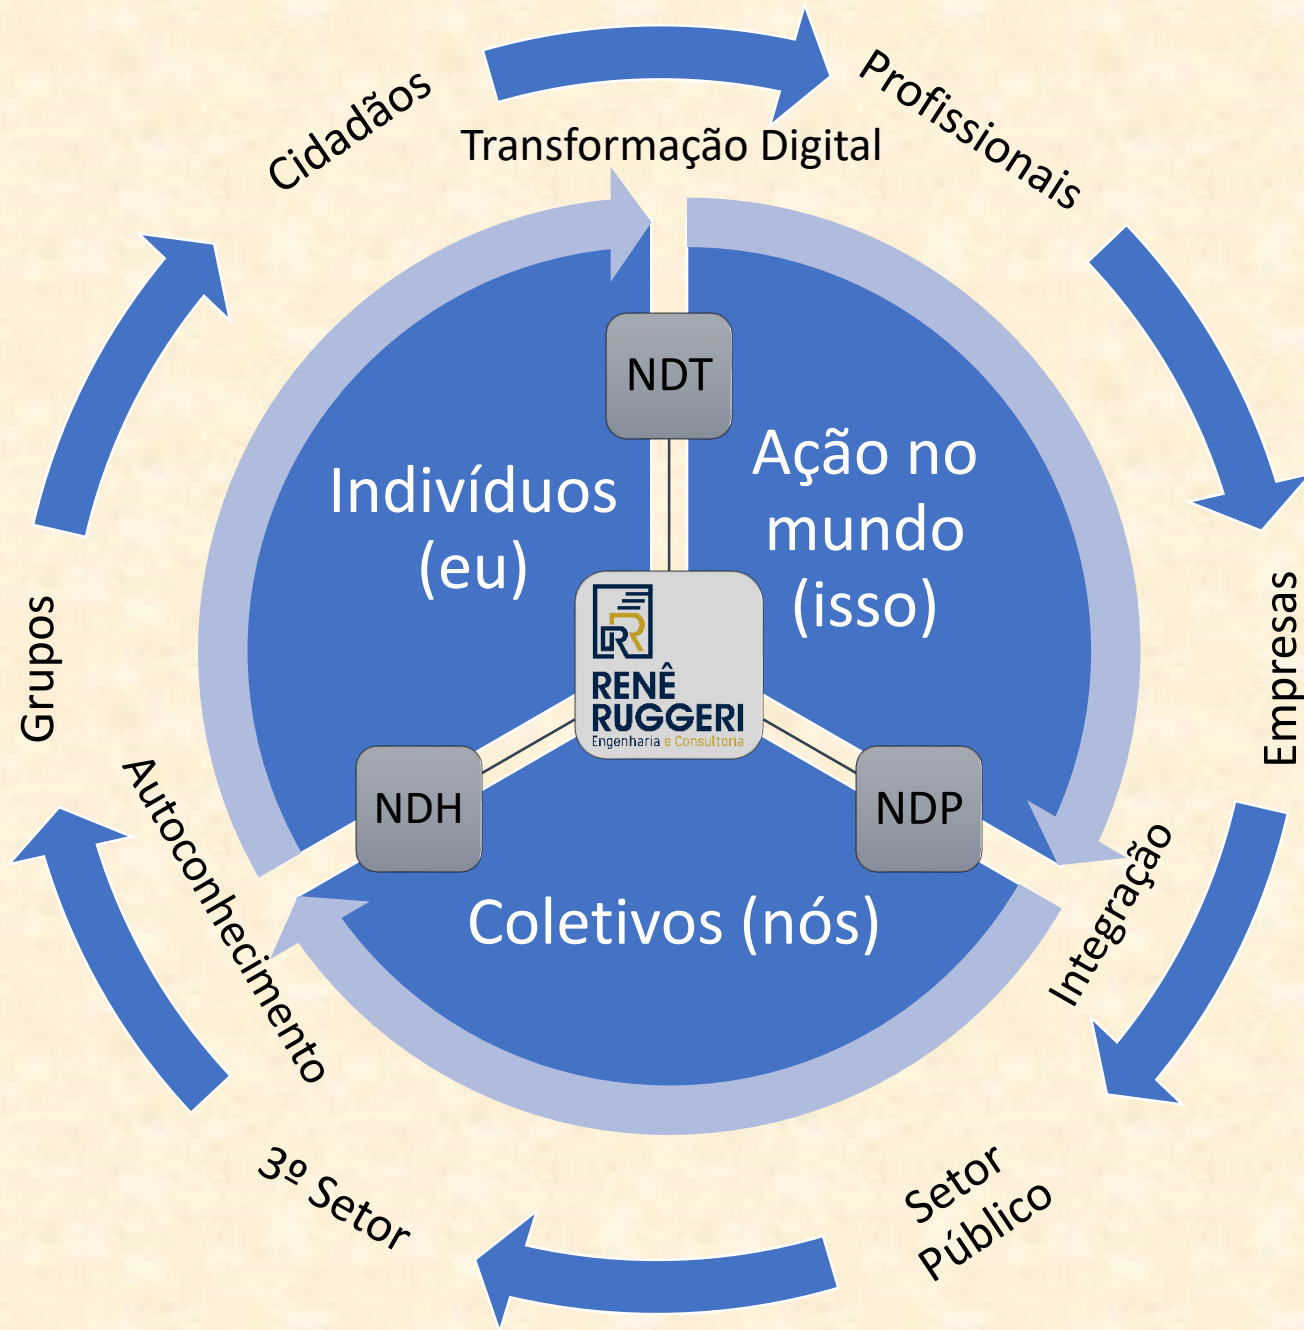 Cidadãos
Profissionais
Transformação Digital
NDT
Indivíduos
(eu)
Ação no
mundo
(isso)
RR
RENÊ
RUGGERI
Engenharia e Consultoria
Grupos
Empresas
Autoconhecimento
NDH
NDP
Integração
Coletivos (nós)
3º Setor
Setor
Público